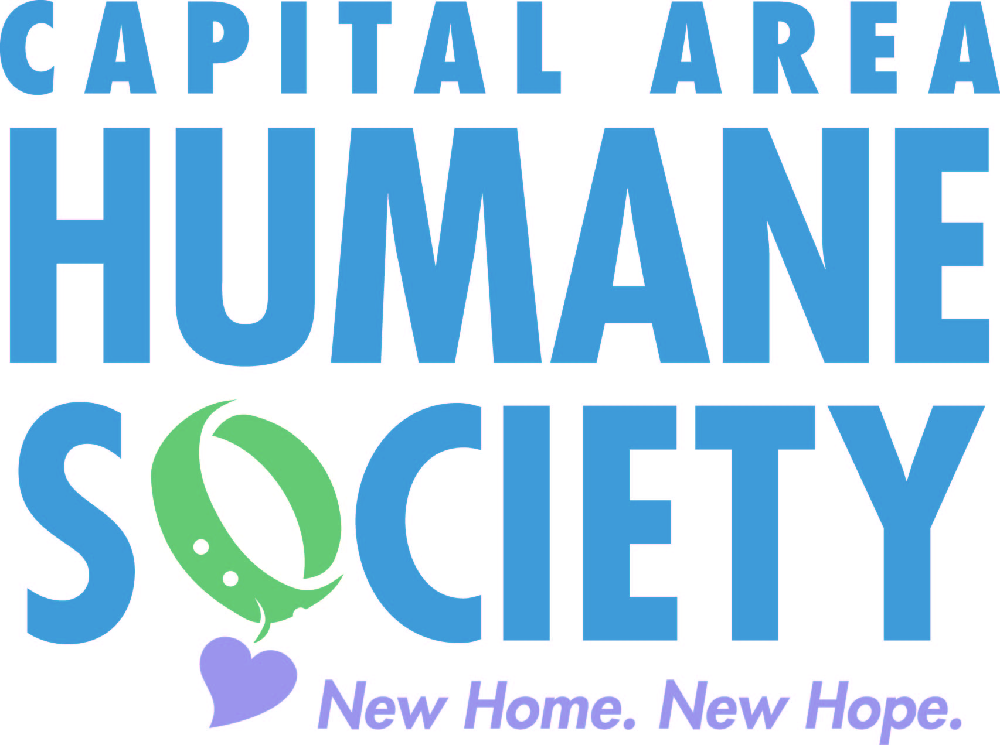 CAPITAL AREA
HUMANE
SOCIETY
New Home. New Hope.